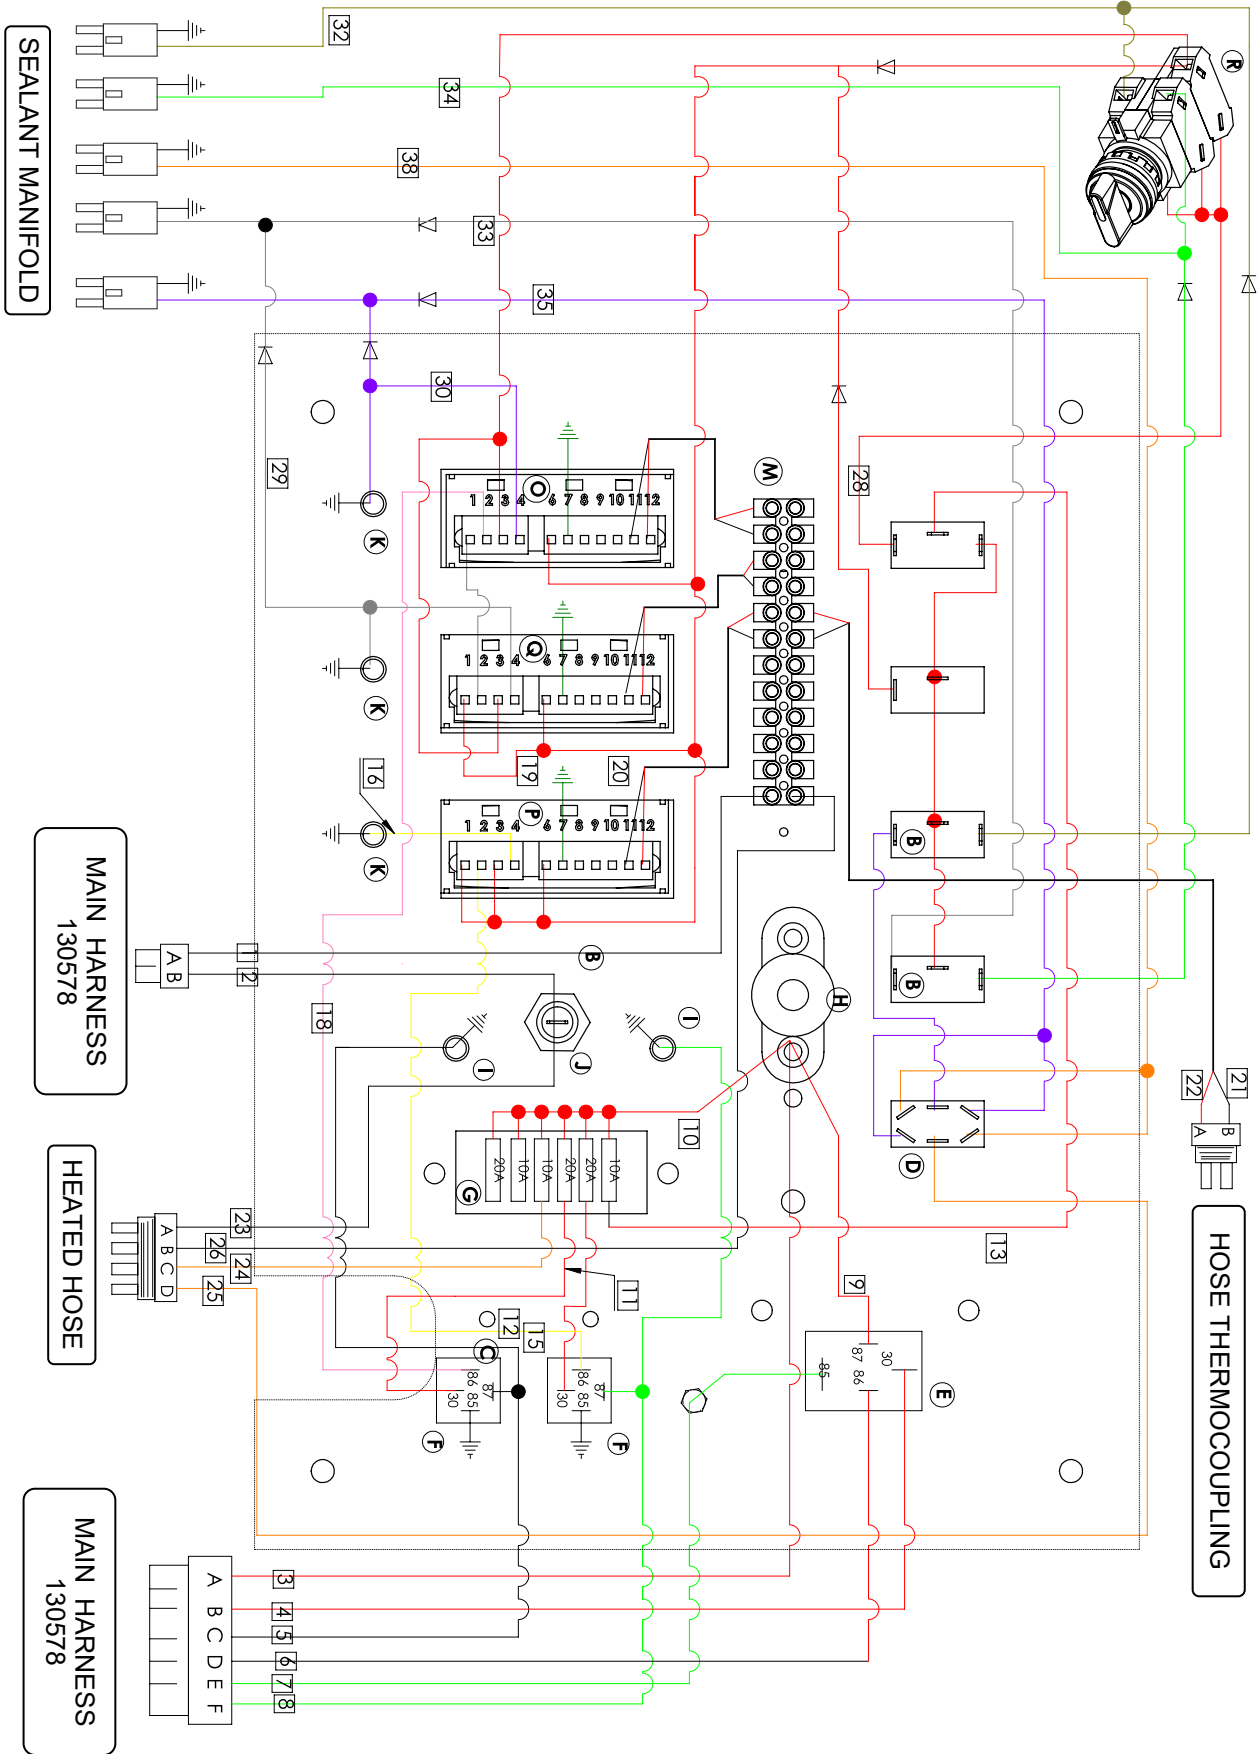 SEALANT MANIFOLD
32
34
38
33
35
30
29
R
28
M
O
1 2 3 4 6 7 8 9 10 11 12
K
Q
1 2 3 4 6 7 8 9 10 11 12
K
19
20
16
P
1 2 3 4 6 7 8 9 10 11 12
K
B
B
B
H
I
I
J
D
21
22
A B
HOSE THERMOCOUPLING
MAIN HARNESS
130578
A B
1
2
18
10
G
20A
10A
10A
20A
20A
10A
13
9
11
12
15
C
HEATED HOSE
A B C D
23
26
24
25
86 87
30 85
F
86 87
30 85
F
30
87 86
85
E
MAIN HARNESS
130578
A B C D E F
3
4
5
6
7
8